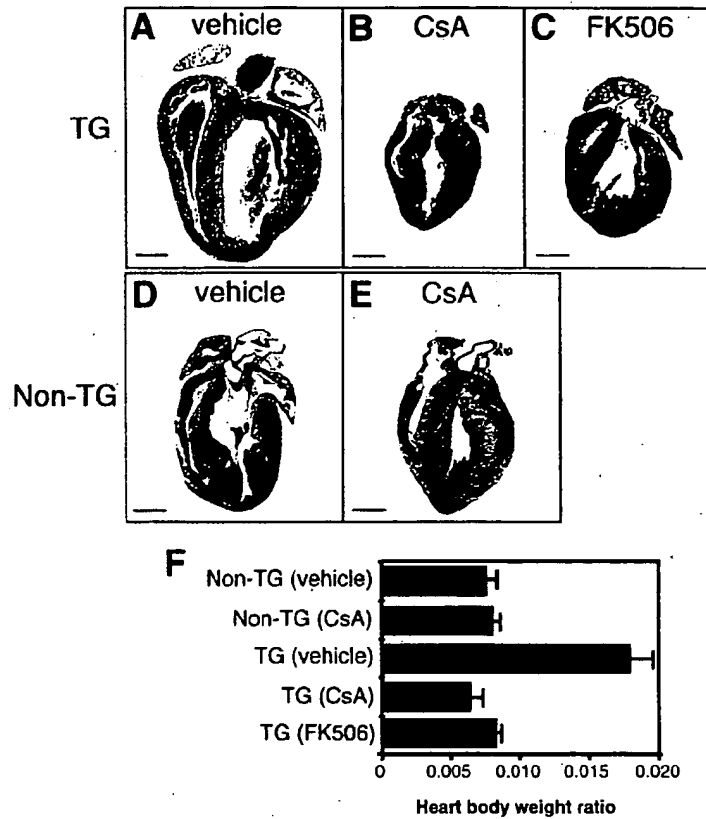 A vehicle
B CsA
C FK506
TG
D vehicle
E CsA
Non-TG
F
Non-TG (vehicle)
Non-TG (CsA)
TG (vehicle)
TG (CsA)
TG (FK506)
0 0.005 0.010 0.015 0.020
Heart body weight ratio